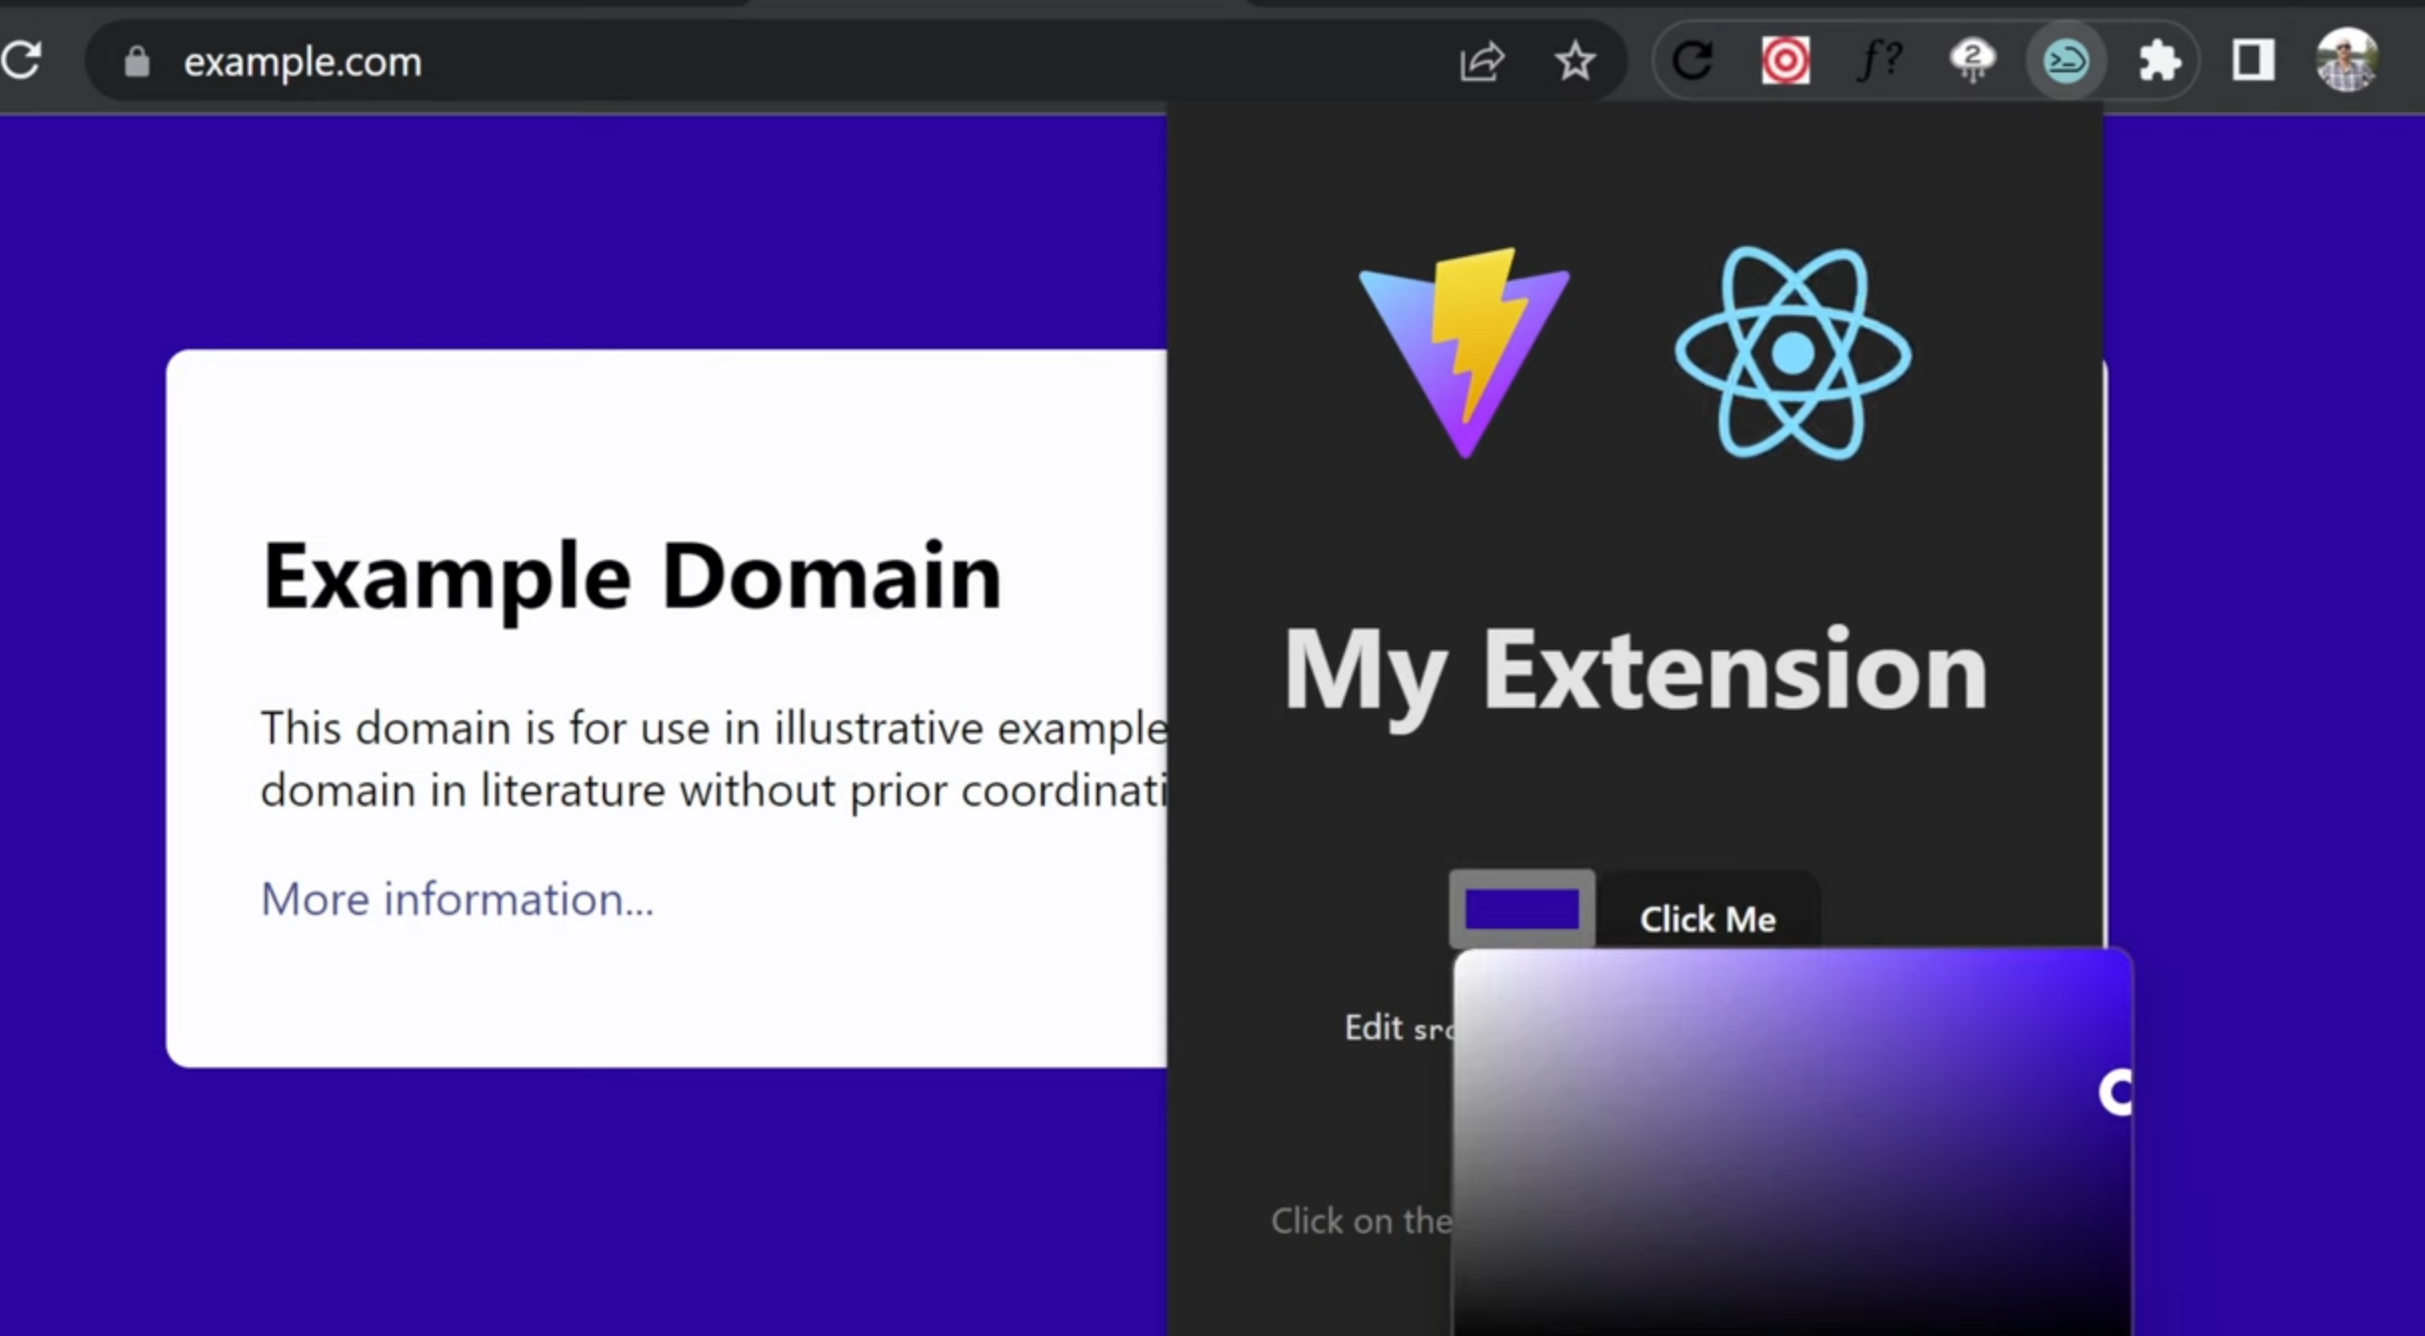 example.com
f?
2
Example Domain
This domain is for use in illustrative example
domain in literature without prior coordinati
More information...
My Extension
Click Me
Edit src
Click on the